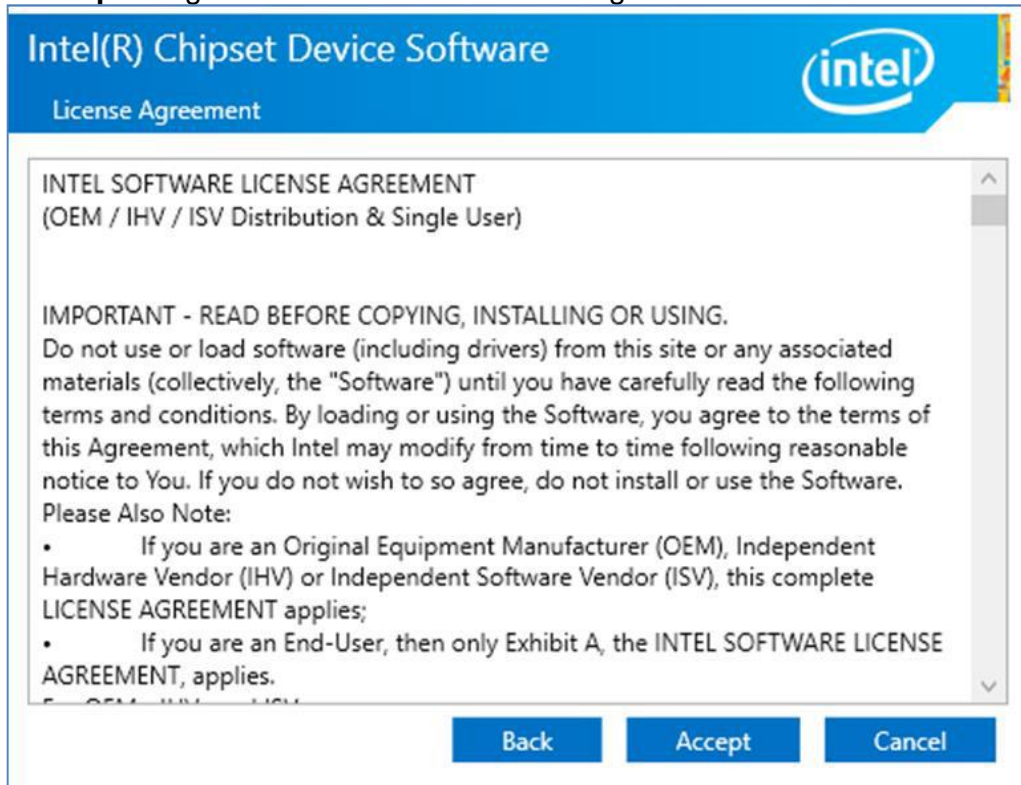 Intel(R) Chipset Device Software
intel
License Agreement
INTEL SOFTWARE LICENSE AGREEMENT
(OEM / IHV / ISV Distribution & Single User)
IMPORTANT - READ BEFORE COPYING, INSTALLING OR USING.
Do not use or load software (including drivers) from this site or any associated
materials (collectively, the "Software") until you have carefully read the following
terms and conditions. By loading or using the Software, you agree to the terms of
this Agreement, which Intel may modify from time to time following reasonable
notice to You. If you do not wish to so agree, do not install or use the Software.
Please Also Note:
• If you are an Original Equipment Manufacturer (OEM), Independent
Hardware Vendor (IHV) or Independent Software Vendor (ISV), this complete
LICENSE AGREEMENT applies;
• If you are an End-User, then only Exhibit A, the INTEL SOFTWARE LICENSE
AGREEMENT, applies.
Back Accept Cancel